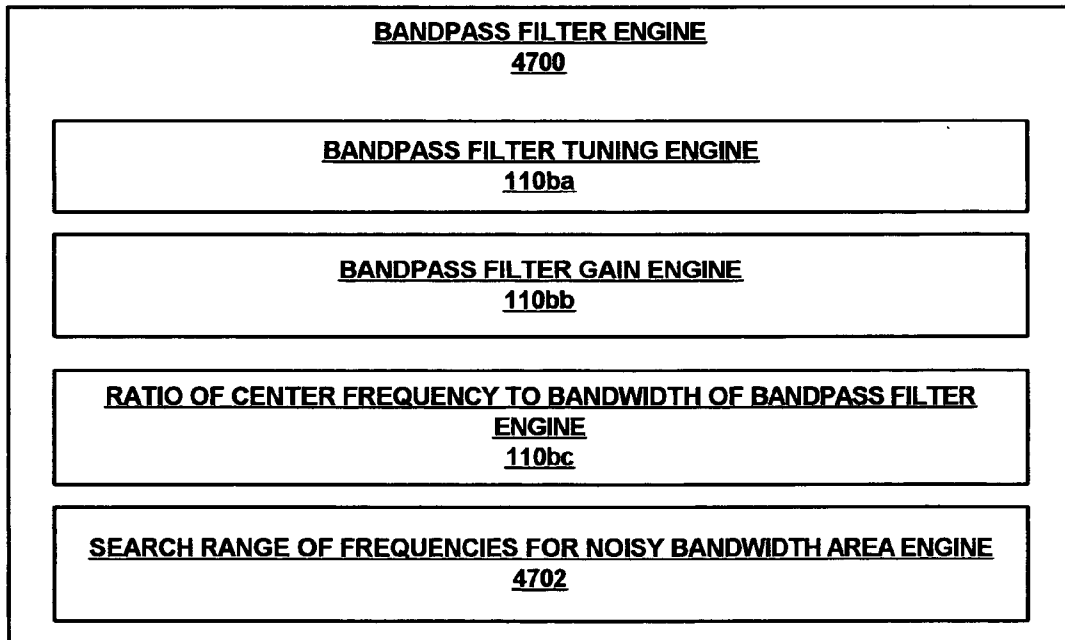 BANDPASS FILTER ENGINE
4700
BANDPASS FILTER TUNING ENGINE
110ba
BANDPASS FILTER GAIN ENGINE
110bb
RATIO OF CENTER FREQUENCY TO BANDWIDTH OF BANDPASS FILTER
ENGINE
110bc
SEARCH RANGE OF FREQUENCIES FOR NOISY BANDWIDTH AREA ENGINE
4702